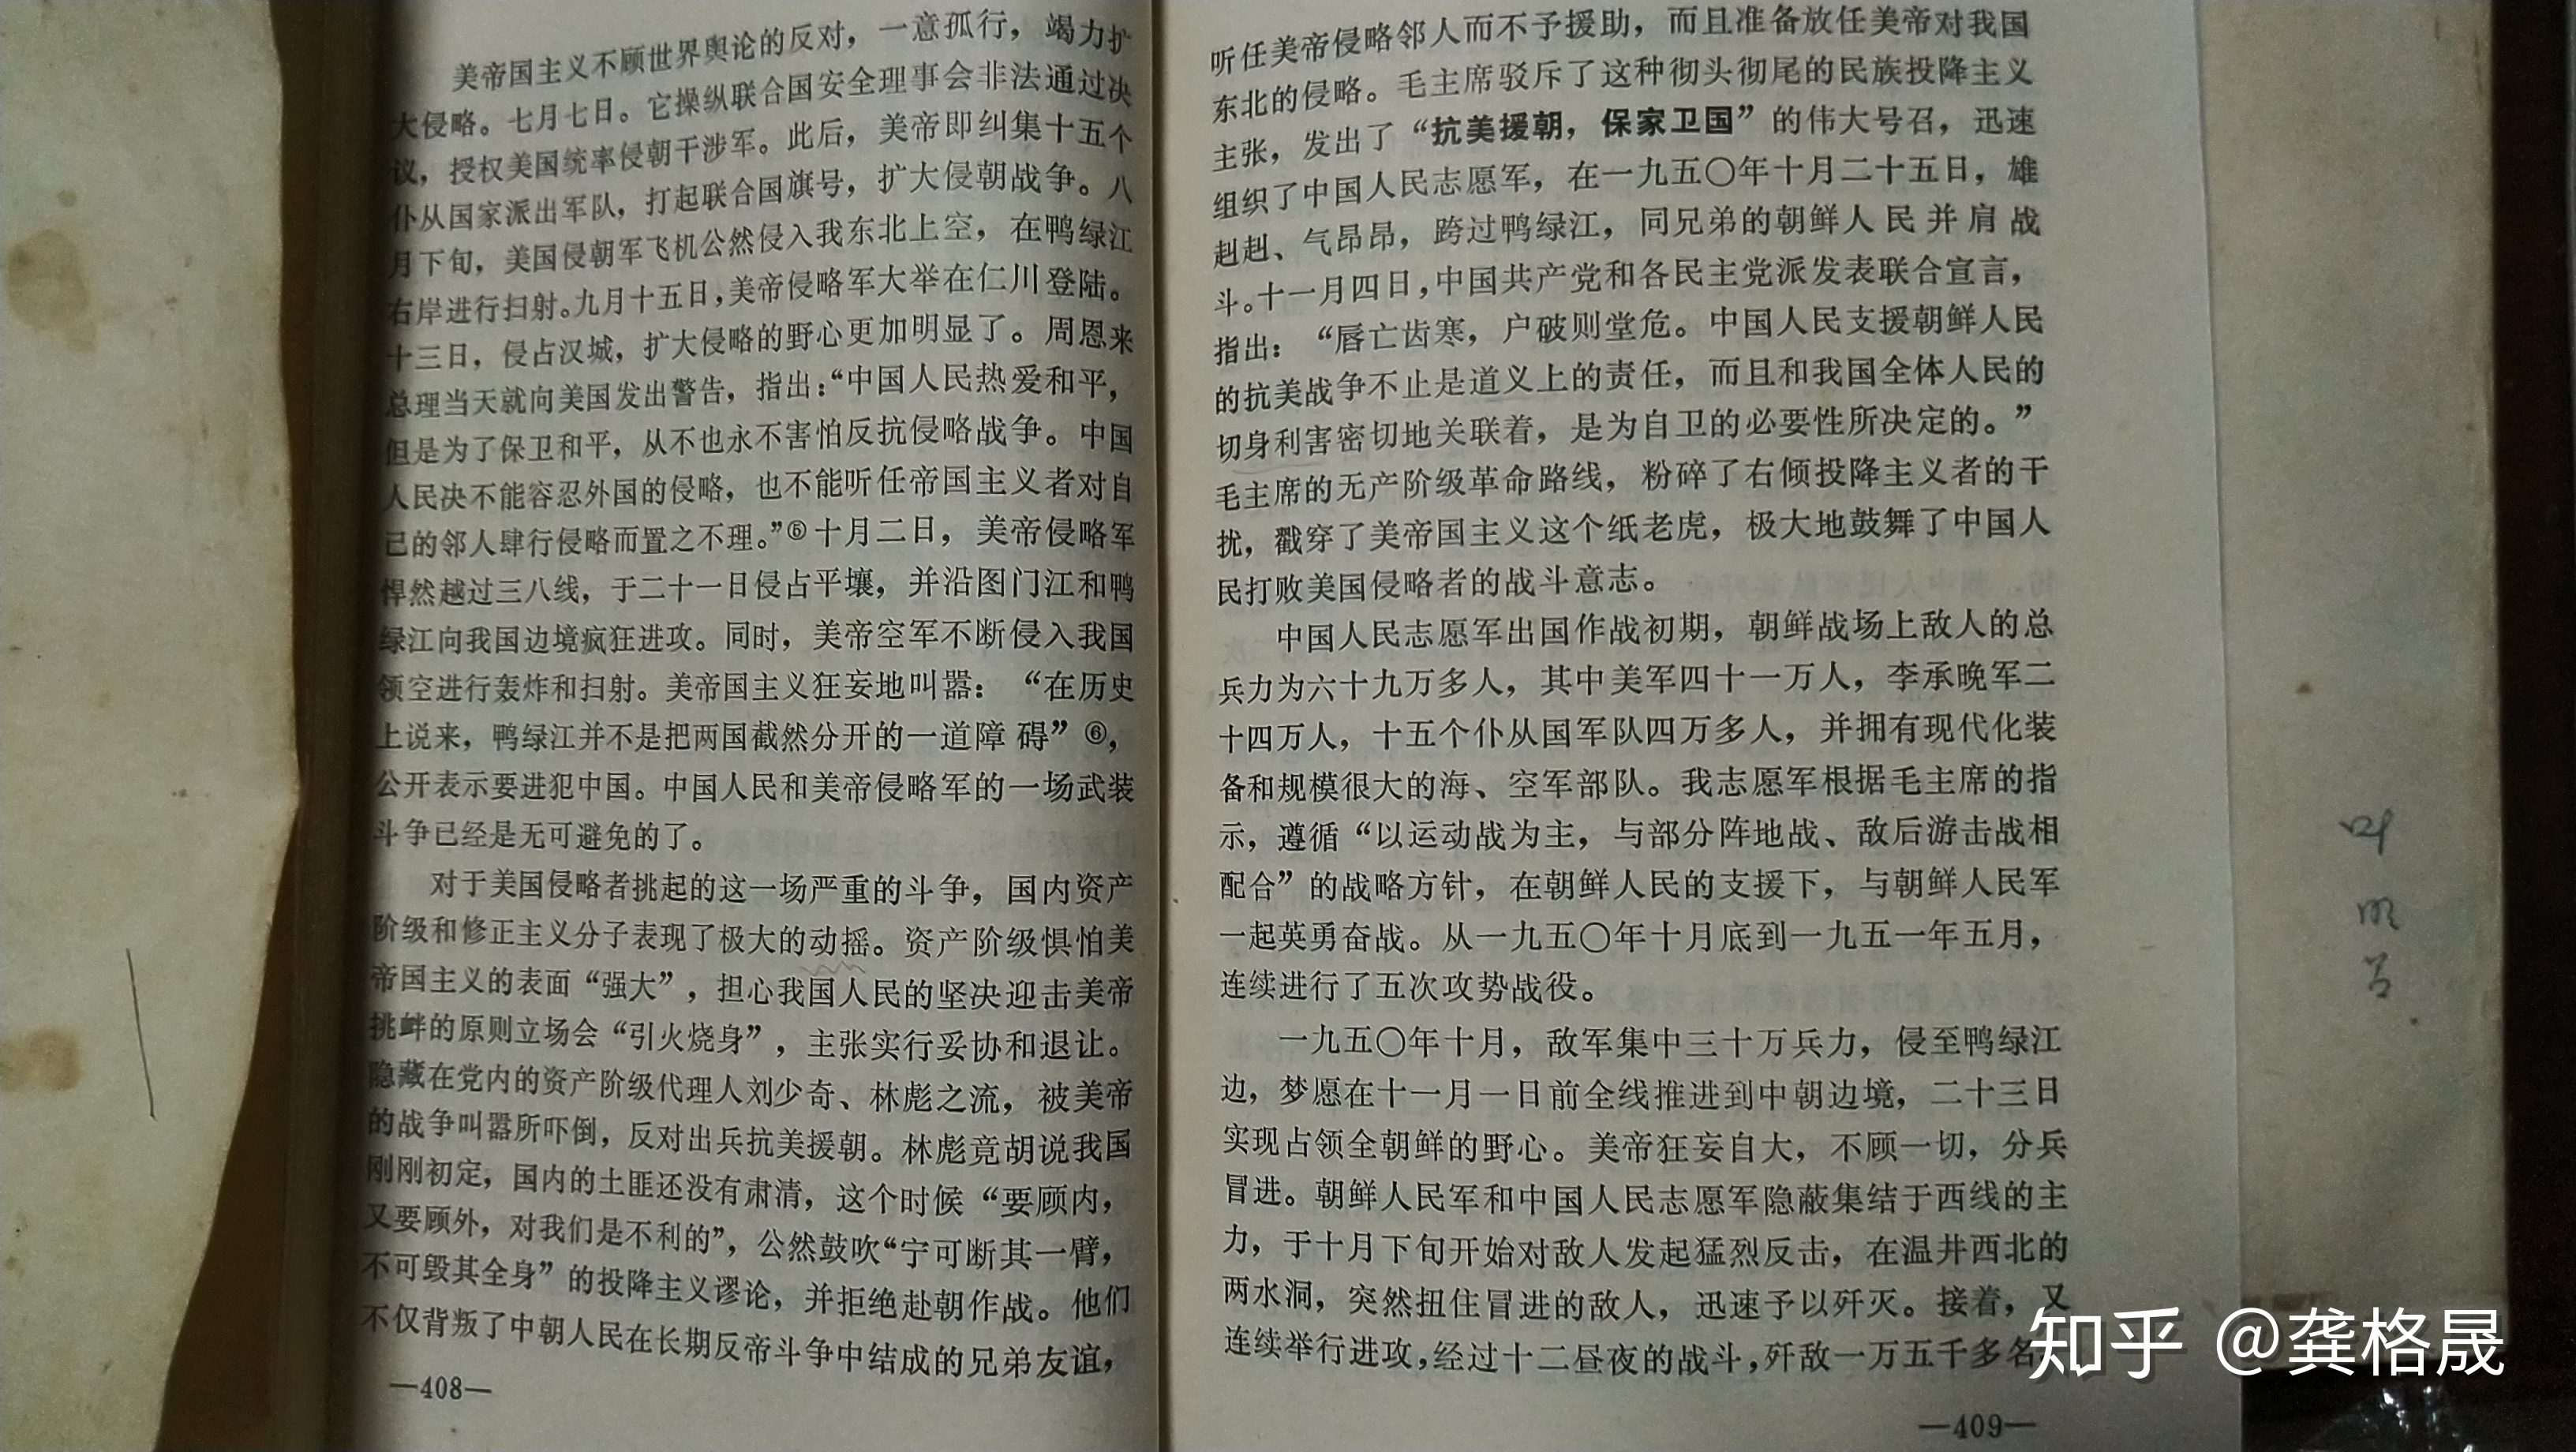 美帝国主义不顾世界舆论的反对，一意孤行，竭力扩
大侵略。七月七日。它操纵联合国安全理事会非法通过决
议，授权美国统率侵朝干涉军。此后，美帝即纠集十五个
仆从国家派出军队，打起联合国旗号，扩大侵朝战争。八
月下旬，美国侵朝军飞机公然侵入我东北上空，在鸭绿江
右岸进行扫射。九月十五日，美帝侵略军大举在仁川登陆。
十三日，侵占汉城，扩大侵略的野心更加明显了。周恩来
总理当天就向美国发出警告，指出：“中国人民热爱和平，
但是为了保卫和平，从不也永不害怕反抗侵略战争。中国
人民决不能容忍外国的侵略，也不能听任帝国主义者对自
己的邻人肆行侵略而置之不理。”⑤十月二日，美帝侵略军
悍然越过三八线，于二十一日侵占平壤，并沿图门江和鸭
绿江向我国边境疯狂进攻。同时，美帝空军不断侵入我国
领空进行轰炸和扫射。美帝国主义狂妄地叫嚣：“在历史
上说来，鸭绿江并不是把两国截然分开的一道障碍”⑥，
公开表示要进犯中国。中国人民和美帝侵略军的一场武装
斗争已经是无可避免的了。
对于美国侵略者挑起的这一场严重的斗争，国内资产
阶级和修正主义分子表现了极大的动摇。资产阶级惧怕美
帝国主义的表面“强大”，担心我国人民的坚决迎击美帝
挑衅的原则立场会“引火烧身”，主张实行妥协和退让。
隐藏在党内的资产阶级代理人刘少奇、林彪之流，被美帝
的战争叫嚣所吓倒，反对出兵抗美援朝。林彪竟胡说我国
刚刚初定，国内的土匪还没有肃清，这个时候“要顾内，
又要顾外，对我们是不利的”，公然鼓吹“宁可断其一臂，
不可毁其全身”的投降主义谬论，并拒绝赴朝作战。他们
不仅背叛了中朝人民在长期反帝斗争中结成的兄弟友谊，
—408—
听任美帝侵略邻人而不予援助，而且准备放任美帝对我国
东北的侵略。毛主席驳斥了这种彻头彻尾的民族投降主义
主张，发出了“抗美援朝，保家卫国”的伟大号召，迅速
组织了中国人民志愿军，在一九五〇年十月二十五日，雄
赳赳、气昂昂，跨过鸭绿江，同兄弟的朝鲜人民并肩战
斗。十一月四日，中国共产党和各民主党派发表联合宣言，
指出：“唇亡齿寒，户破则堂危。中国人民支援朝鲜人民
的抗美战争不止是道义上的责任，而且和我国全体人民的
切身利害密切地关联着，是为自卫的必要性所决定的。”
毛主席的无产阶级革命路线，粉碎了右倾投降主义者的干
扰，戳穿了美帝国主义这个纸老虎，极大地鼓舞了中国人
民打败美国侵略者的战斗意志。
中国人民志愿军出国作战初期，朝鲜战场上敌人的总
兵力为六十九万多人，其中美军四十一万人，李承晚军二
十四万人，十五个仆从国军队四万多人，并拥有现代化装
备和规模很大的海、空军部队。我志愿军根据毛主席的指
示，遵循“以运动战为主，与部分阵地战、敌后游击战相
配合”的战略方针，在朝鲜人民的支援下，与朝鲜人民军
一起英勇奋战。从一九五〇年十月底到一九五一年五月，
连续进行了五次攻势战役。
一九五〇年十月，敌军集中三十万兵力，侵至鸭绿江
边，梦愿在十一月一日前全线推进到中朝边境，二十三日
实现占领全朝鲜的野心。美帝狂妄自大，不顾一切，分兵
冒进。朝鲜人民军和中国人民志愿军隐蔽集结于西线的主
力，于十月下旬开始对敌人发起猛烈反击，在温井西北的
两水洞，突然扭住冒进的敌人，迅速予以歼灭。接着，又
连续举行进攻，经过十二昼夜的战斗，歼敌一万五千多名
—409—
知乎 @龚格晟